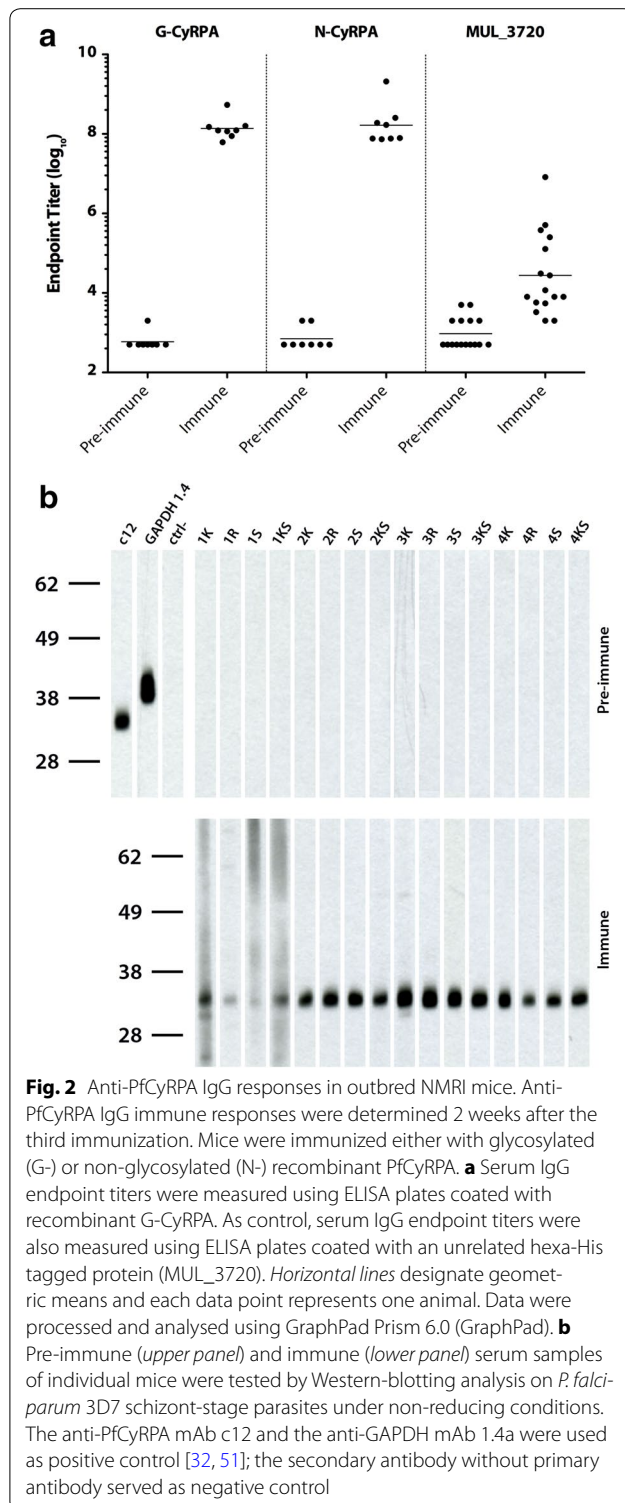 a
G-CyRPA N-CyRPA MUL_3720
Endpoint Titer (log10)
10
8
6
4
2
Pre-immune Immune Pre-immune Immune Pre-immune Immune
b
c12 GAPDH 1.4 ctrl- 1K 1R 1S 1KS 2K 2R 2S 2KS 3K 3R 3S 3KS 4K 4R 4S 4KS
62
49
38
28
Pre-immune
62
49
38
28
Immune
Fig. 2 Anti-PfCyRPA IgG responses in outbred NMRI mice. Anti-
PfCyRPA IgG immune responses were determined 2 weeks after the
third immunization. Mice were immunized either with glycosylated
(G-) or non-glycosylated (N-) recombinant PfCyRPA. a Serum IgG
endpoint titers were measured using ELISA plates coated with
recombinant G-CyRPA. As control, serum IgG endpoint titers were
also measured using ELISA plates coated with an unrelated hexa-His
tagged protein (MUL_3720). Horizontal lines designate geomet-
ric means and each data point represents one animal. Data were
processed and analysed using GraphPad Prism 6.0 (GraphPad). b
Pre-immune (upper panel) and immune (lower panel) serum samples
of individual mice were tested by Western-blotting analysis on P. falci-
parum 3D7 schizont-stage parasites under non-reducing conditions.
The anti-PfCyRPA mAb c12 and the anti-GAPDH mAb 1.4a were used
as positive control [32, 51]; the secondary antibody without primary
antibody served as negative control